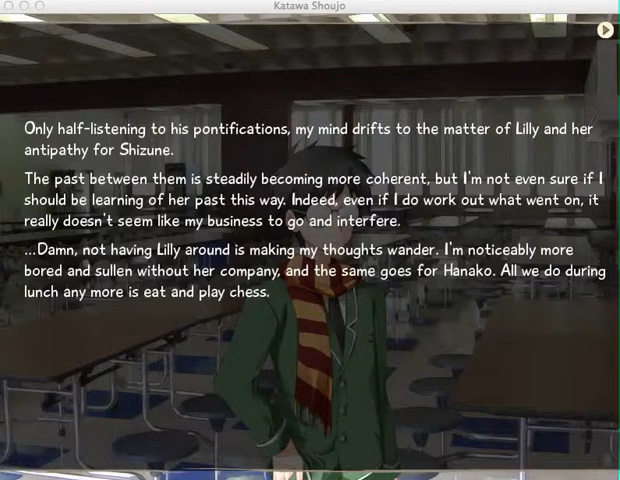 Katawa Shoujo
Only half-listening to his pontifications, my mind drifts to the matter of Lilly and her
antipathy for Shizune.
The past between them is steadily becoming more coherent, but I'm not even sure if I
should be learning of her past this way. Indeed, even if I do work out what went on, it
really doesn't seem like my business to go and interfere.
...Damn, not having Lilly around is making my thoughts wander. I'm noticeably more
bored and sullen without her company, and the same goes for Hanako. All we do during
lunch any more is eat and play chess.